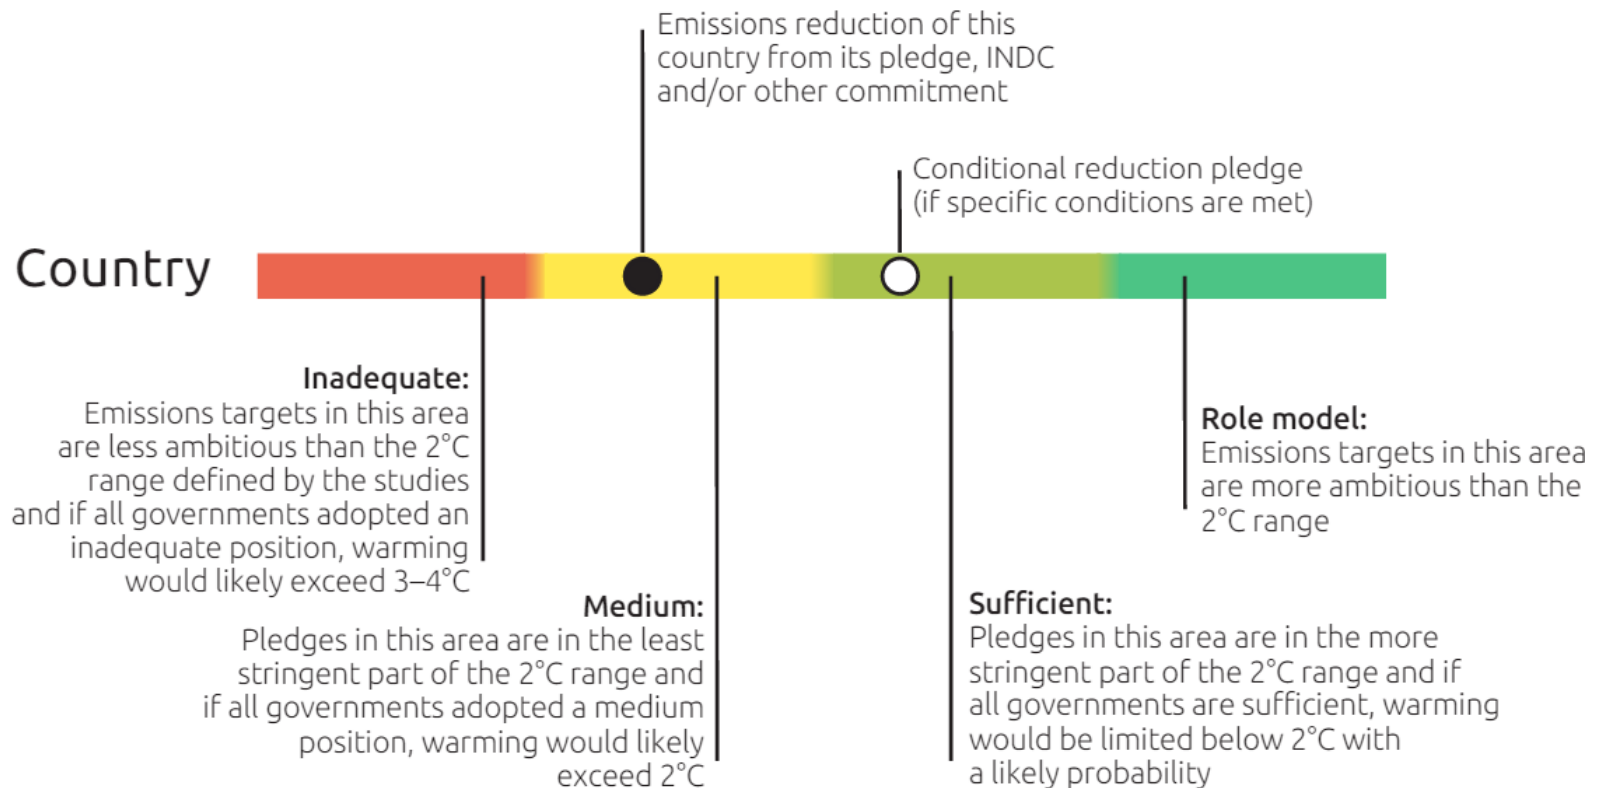 Emissions reduction of this
country from its pledge, INDC
and/or other commitment
Conditional reduction pledge
(if specific conditions are met)
Country
Inadequate:
Emissions targets in this area
are less ambitious than the 2°C
range defined by the studies
and if all governments adopted an
inadequate position, warming
would likely exceed 3–4°C
Medium:
Pledges in this area are in the least
stringent part of the 2°C range and
if all governments adopted a medium
position, warming would likely
exceed 2°C
Sufficient:
Pledges in this area are in the more
stringent part of the 2°C range and if
all governments are sufficient, warming
would be limited below 2°C with
a likely probability
Role model:
Emissions targets in this area
are more ambitious than the
2°C range